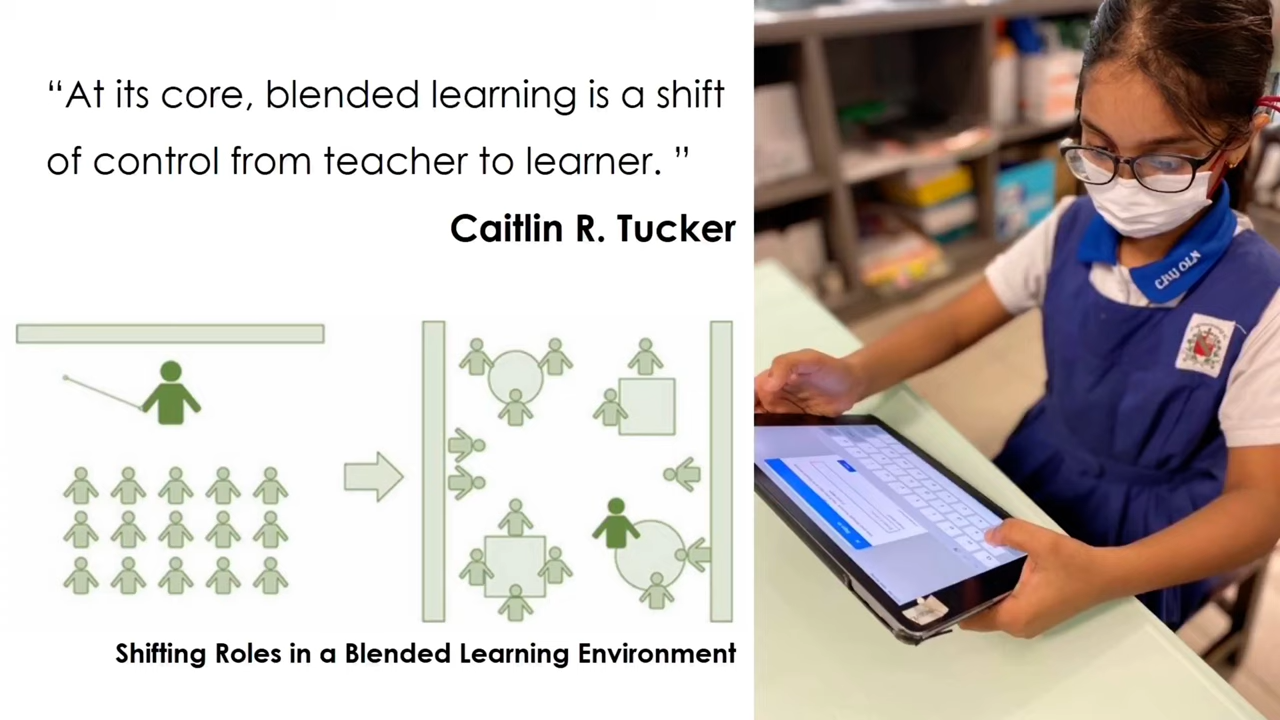 “At its core, blended learning is a shift
of control from teacher to learner. ”
Caitlin R. Tucker
Shifting Roles in a Blended Learning Environment